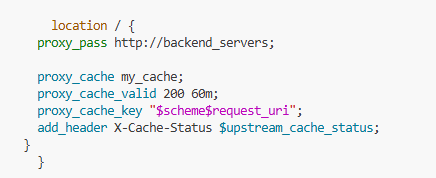 location / {
proxy_pass http://backend_servers;
proxy_cache my_cache;
proxy_cache_valid 200 60m;
proxy_cache_key "$scheme$request_uri";
add_header X-Cache-Status $upstream_cache_status;
}
}